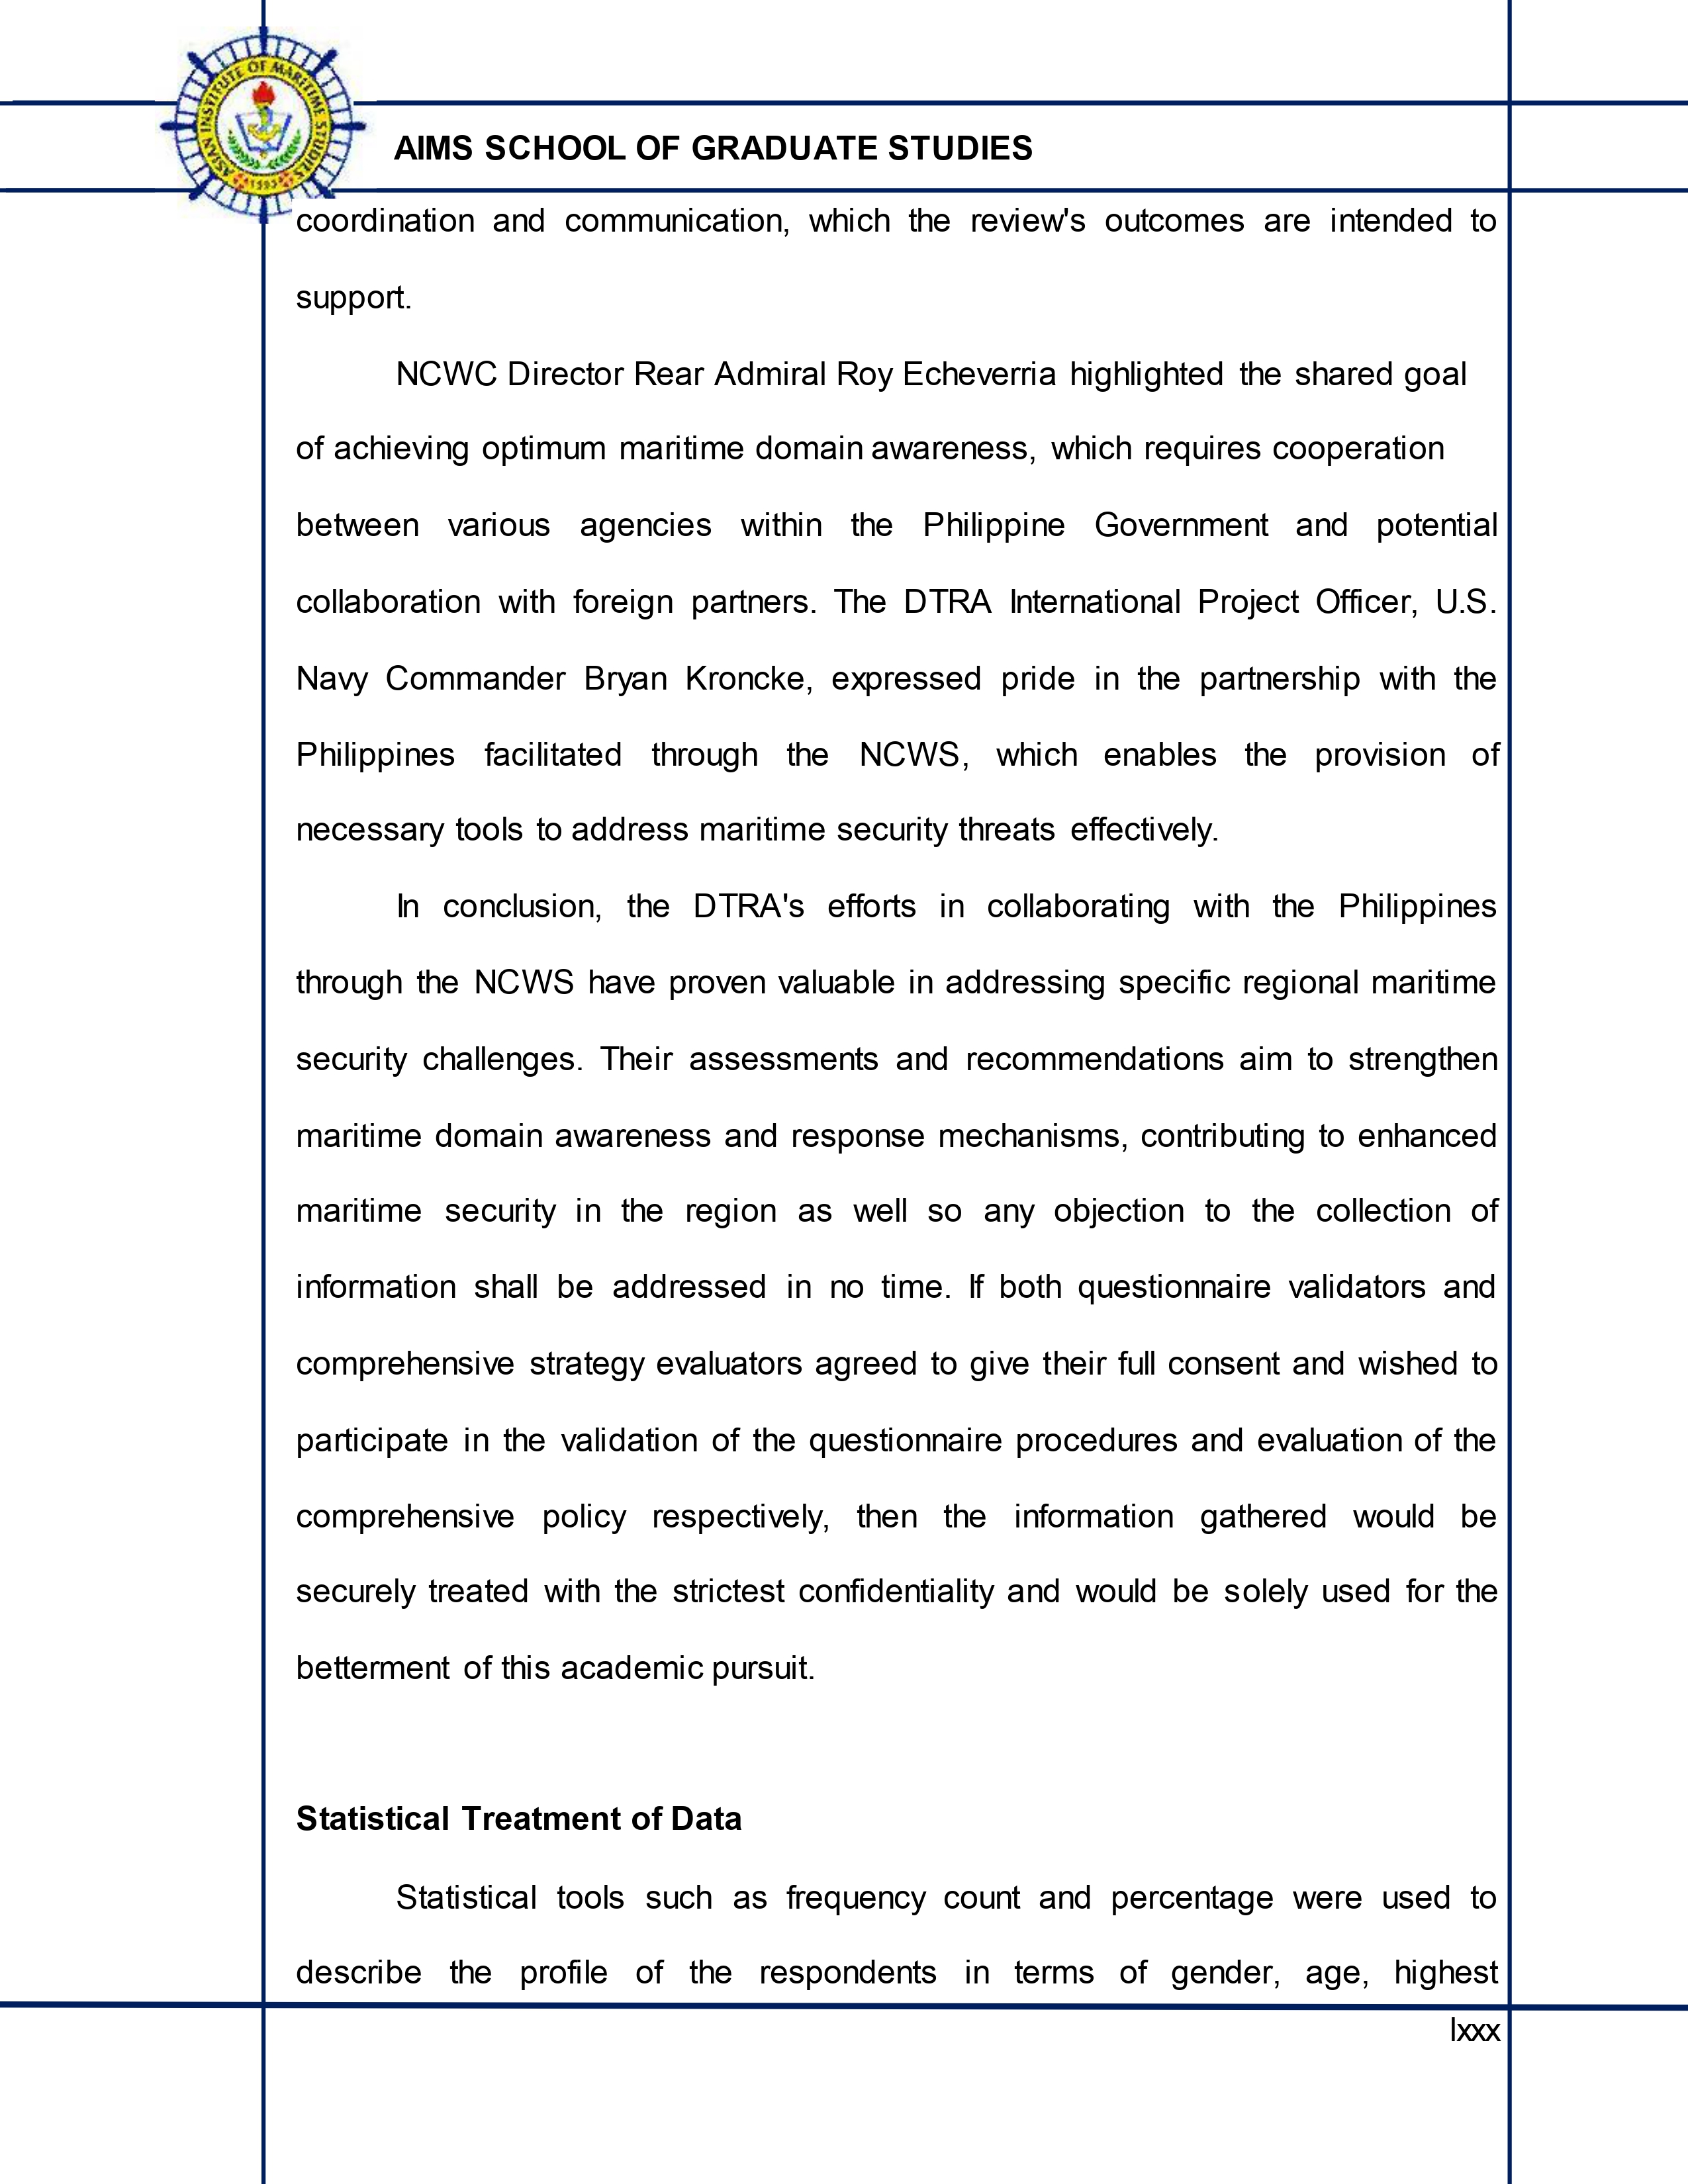 ASIAN INSTITUTE OF MARITIME STUDIES
1993
AIMS SCHOOL OF GRADUATE STUDIES
coordination and communication, which the review's outcomes are intended to
support.
NCWC Director Rear Admiral Roy Echeverria highlighted the shared goal
of achieving optimum maritime domain awareness, which requires cooperation
between various agencies within the Philippine Government and potential
collaboration with foreign partners. The DTRA International Project Officer, U.S.
Navy Commander Bryan Kroncke, expressed pride in the partnership with the
Philippines facilitated through the NCWS, which enables the provision of
necessary tools to address maritime security threats effectively.
In conclusion, the DTRA's efforts in collaborating with the Philippines
through the NCWS have proven valuable in addressing specific regional maritime
security challenges. Their assessments and recommendations aim to strengthen
maritime domain awareness and response mechanisms, contributing to enhanced
maritime security in the region as well so any objection to the collection of
information shall be addressed in no time. If both questionnaire validators and
comprehensive strategy evaluators agreed to give their full consent and wished to
participate in the validation of the questionnaire procedures and evaluation of the
comprehensive policy respectively, then the information gathered would be
securely treated with the strictest confidentiality and would be solely used for the
betterment of this academic pursuit.
Statistical Treatment of Data
Statistical tools such as frequency count and percentage were used to
describe the profile of the respondents in terms of gender, age, highest
lxxx